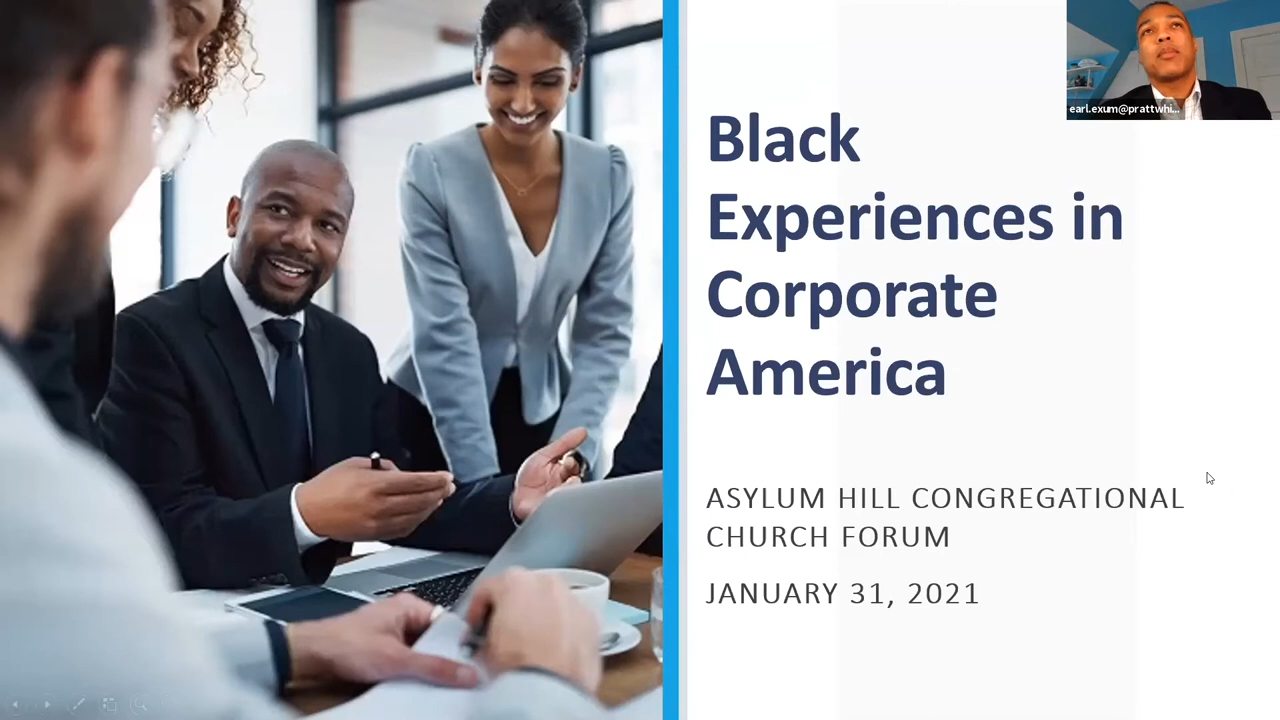 earl.exum@prattwhi...
Black
Experiences in
Corporate
America
ASYLUM HILL CONGREGATIONAL
CHURCH FORUM
JANUARY 31, 2021